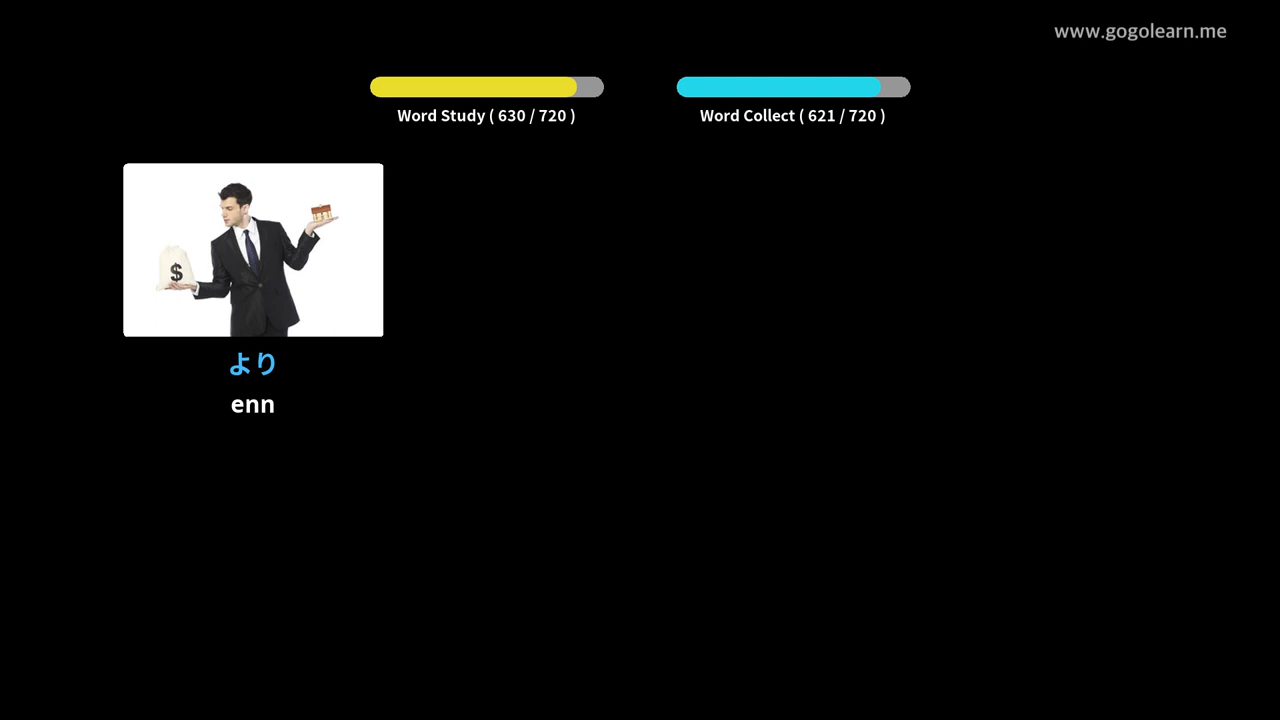 www.gogolearn.me
Word Study ( 630 / 720 )
Word Collect ( 621 / 720 )
$
より
enn